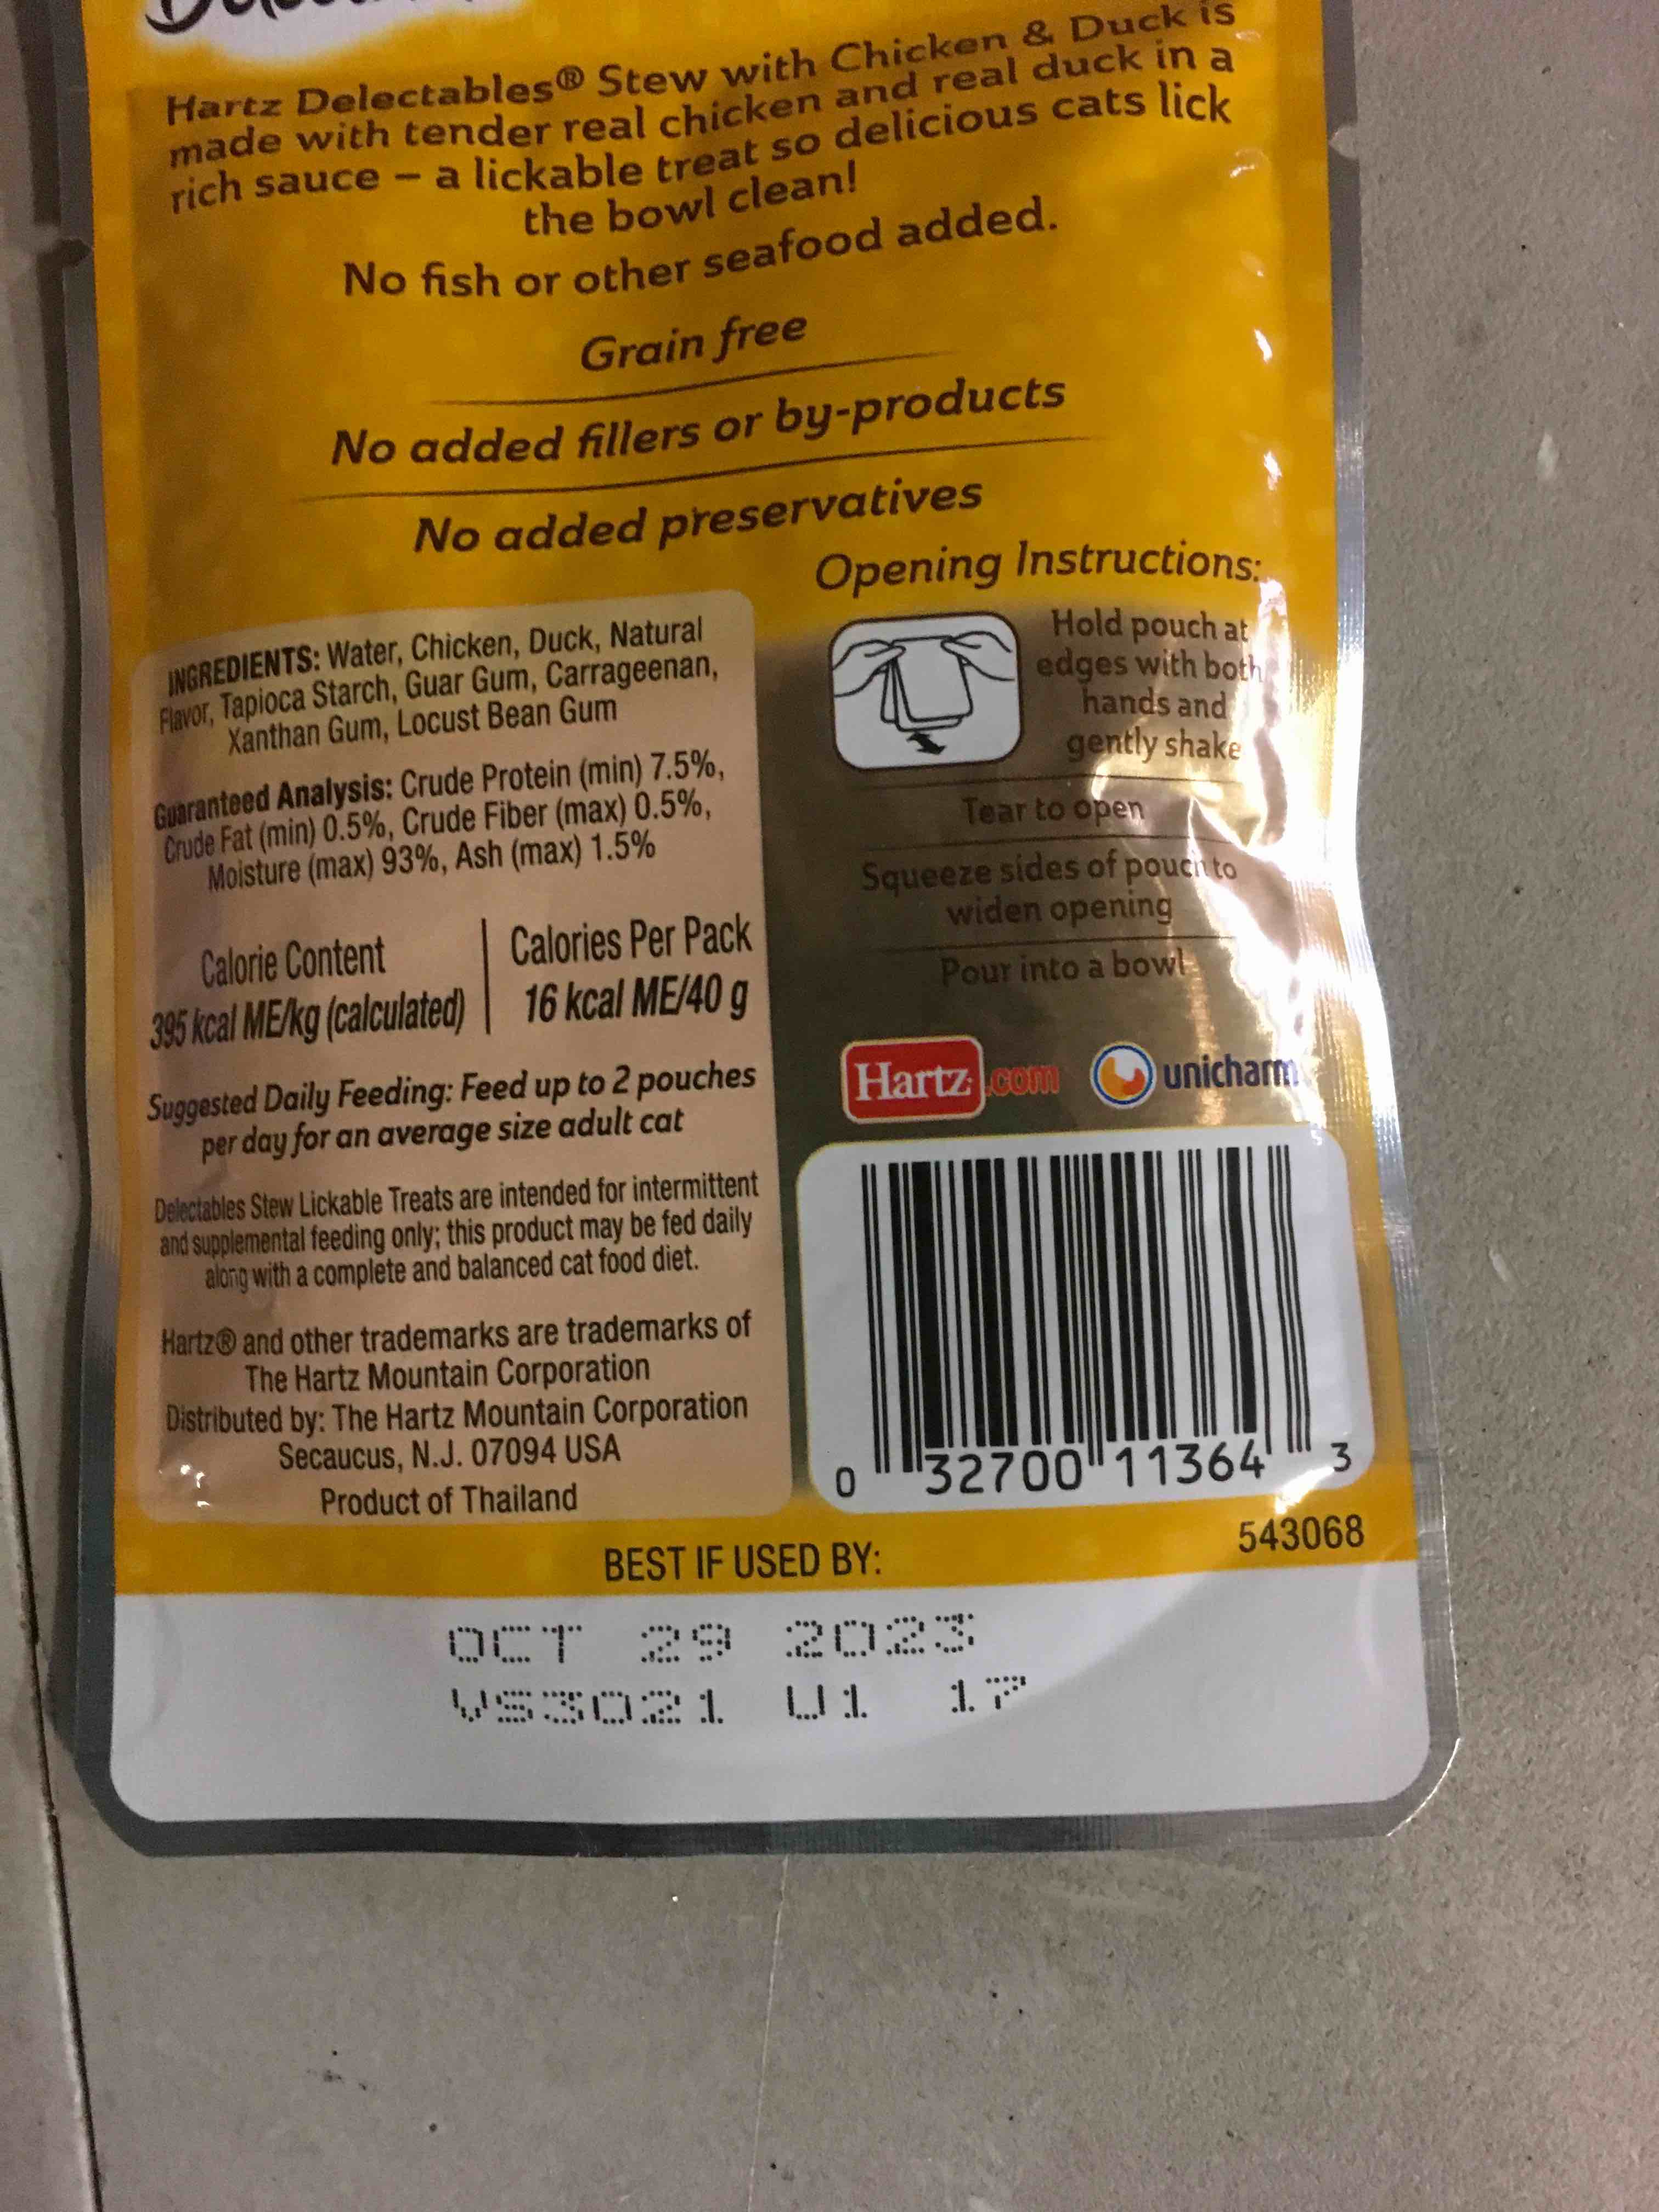 Hartz Delectables® Stew with Chicken & Duck is
made with tender real chicken and real duck in a
rich sauce – a lickable treat so delicious cats lick
the bowl clean!
No fish or other seafood added.
Grain free
No added fillers or by-products
No added preservatives
INGREDIENTS: Water, Chicken, Duck, Natural
Flavor, Tapioca Starch, Guar Gum, Carrageenan,
Xanthan Gum, Locust Bean Gum
Guaranteed Analysis: Crude Protein (min) 7.5%,
Crude Fat (min) 0.5%, Crude Fiber (max) 0.5%,
Moisture (max) 93%, Ash (max) 1.5%
Calorie Content
395 kcal ME/kg (calculated)
Calories Per Pack
16 kcal ME/40 g
Suggested Daily Feeding: Feed up to 2 pouches
per day for an average size adult cat
Delectables Stew Lickable Treats are intended for intermittent
and supplemental feeding only; this product may be fed daily
along with a complete and balanced cat food diet.
Hartz® and other trademarks are trademarks of
The Hartz Mountain Corporation
Distributed by: The Hartz Mountain Corporation
Secaucus, N.J. 07094 USA
Product of Thailand
Opening Instructions:
Hold pouch at
edges with both
hands and
gently shake
Tear to open
Squeeze sides of pouch to
widen opening
Pour into a bowl
Hartz.com unicharm
0 32700 11364 3
543068
BEST IF USED BY:
OCT 29 2023
VS3021 U1 17